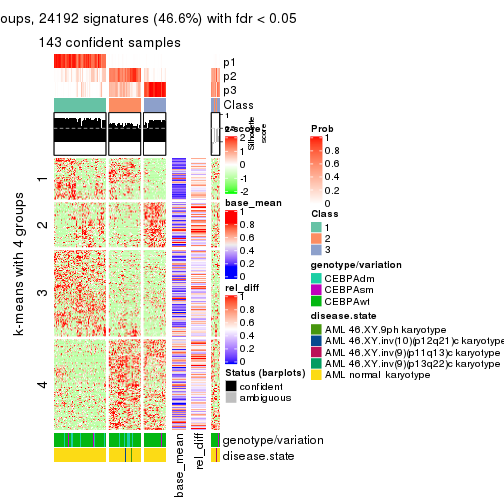 oups, 24192 signatures (46.6%) with fdr < 0.05
143 confident samples
p1
p2
p3
Class
1
Silhouette
score
k-means with 4 groups
1
2
3
4
base_mean
rel_diff
genotype/variation
disease.state
z-score
2
1
0
-1
-2
base_mean
1
0.8
0.6
0.4
0.2
0
rel_diff
1
0.8
0.6
0.4
0.2
0
Status (barplots)
confident
ambiguous
Prob
1
0.8
0.6
0.4
0.2
0
Class
1
2
3
genotype/variation
CEBPAdm
CEBPAsm
CEBPAwt
disease.state
AML 46.XY.9ph karyotype
AML 46.XY.inv(10)(p12q21)c karyotype
AML 46.XY.inv(9)(p11q13)c karyotype
AML 46.XY.inv(9)(p13q22)c karyotype
AML normal karyotype